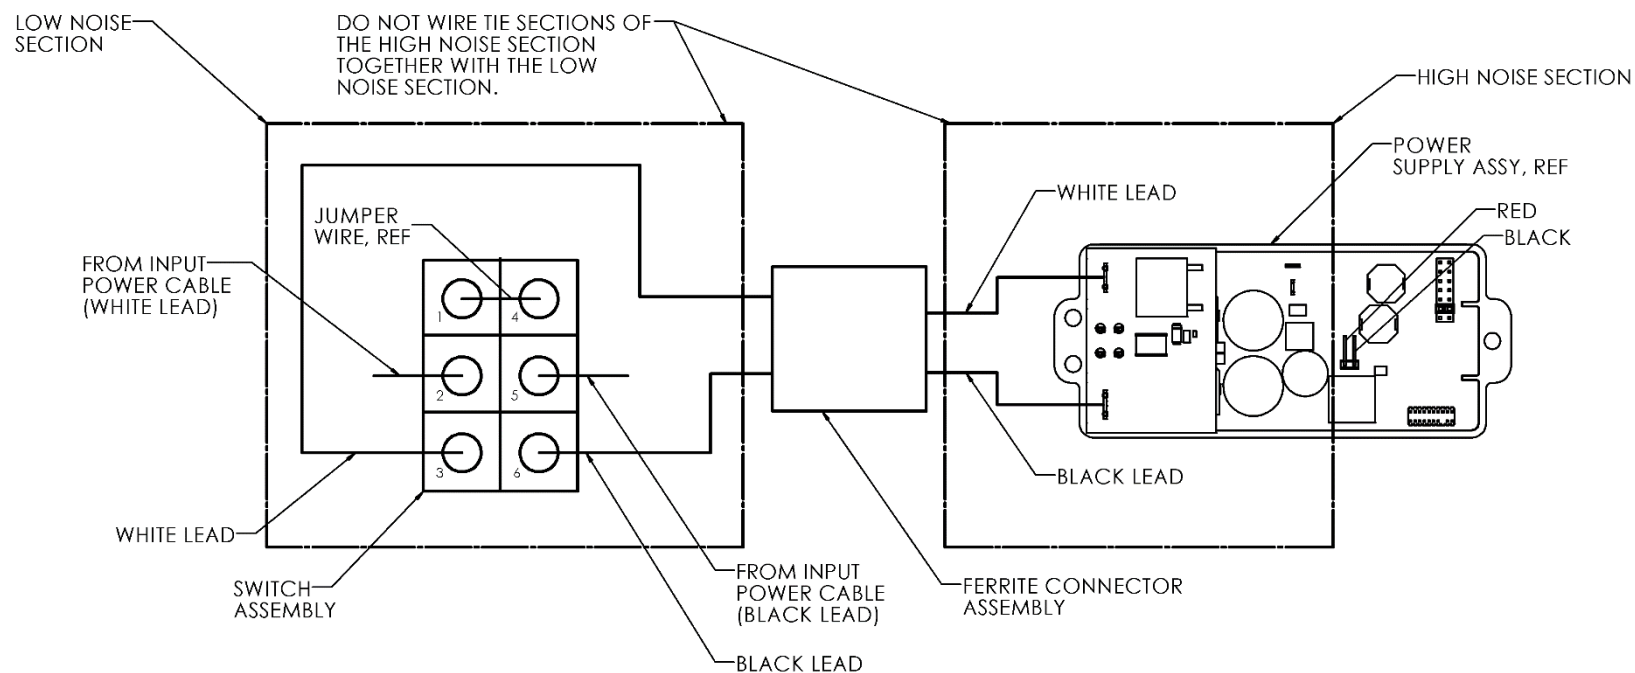 LOW NOISE
SECTION
DO NOT WIRE TIE SECTIONS OF
THE HIGH NOISE SECTION
TOGETHER WITH THE LOW
NOISE SECTION.
HIGH NOISE SECTION
POWER
SUPPLY ASSY, REF
WHITE LEAD
RED
BLACK
JUMPER
WIRE, REF
FROM INPUT
POWER CABLE
(WHITE LEAD)
1
4
2
5
3
6
BLACK LEAD
WHITE LEAD
SWITCH
ASSEMBLY
FROM INPUT
POWER CABLE
(BLACK LEAD)
FERRITE CONNECTOR
ASSEMBLY
BLACK LEAD